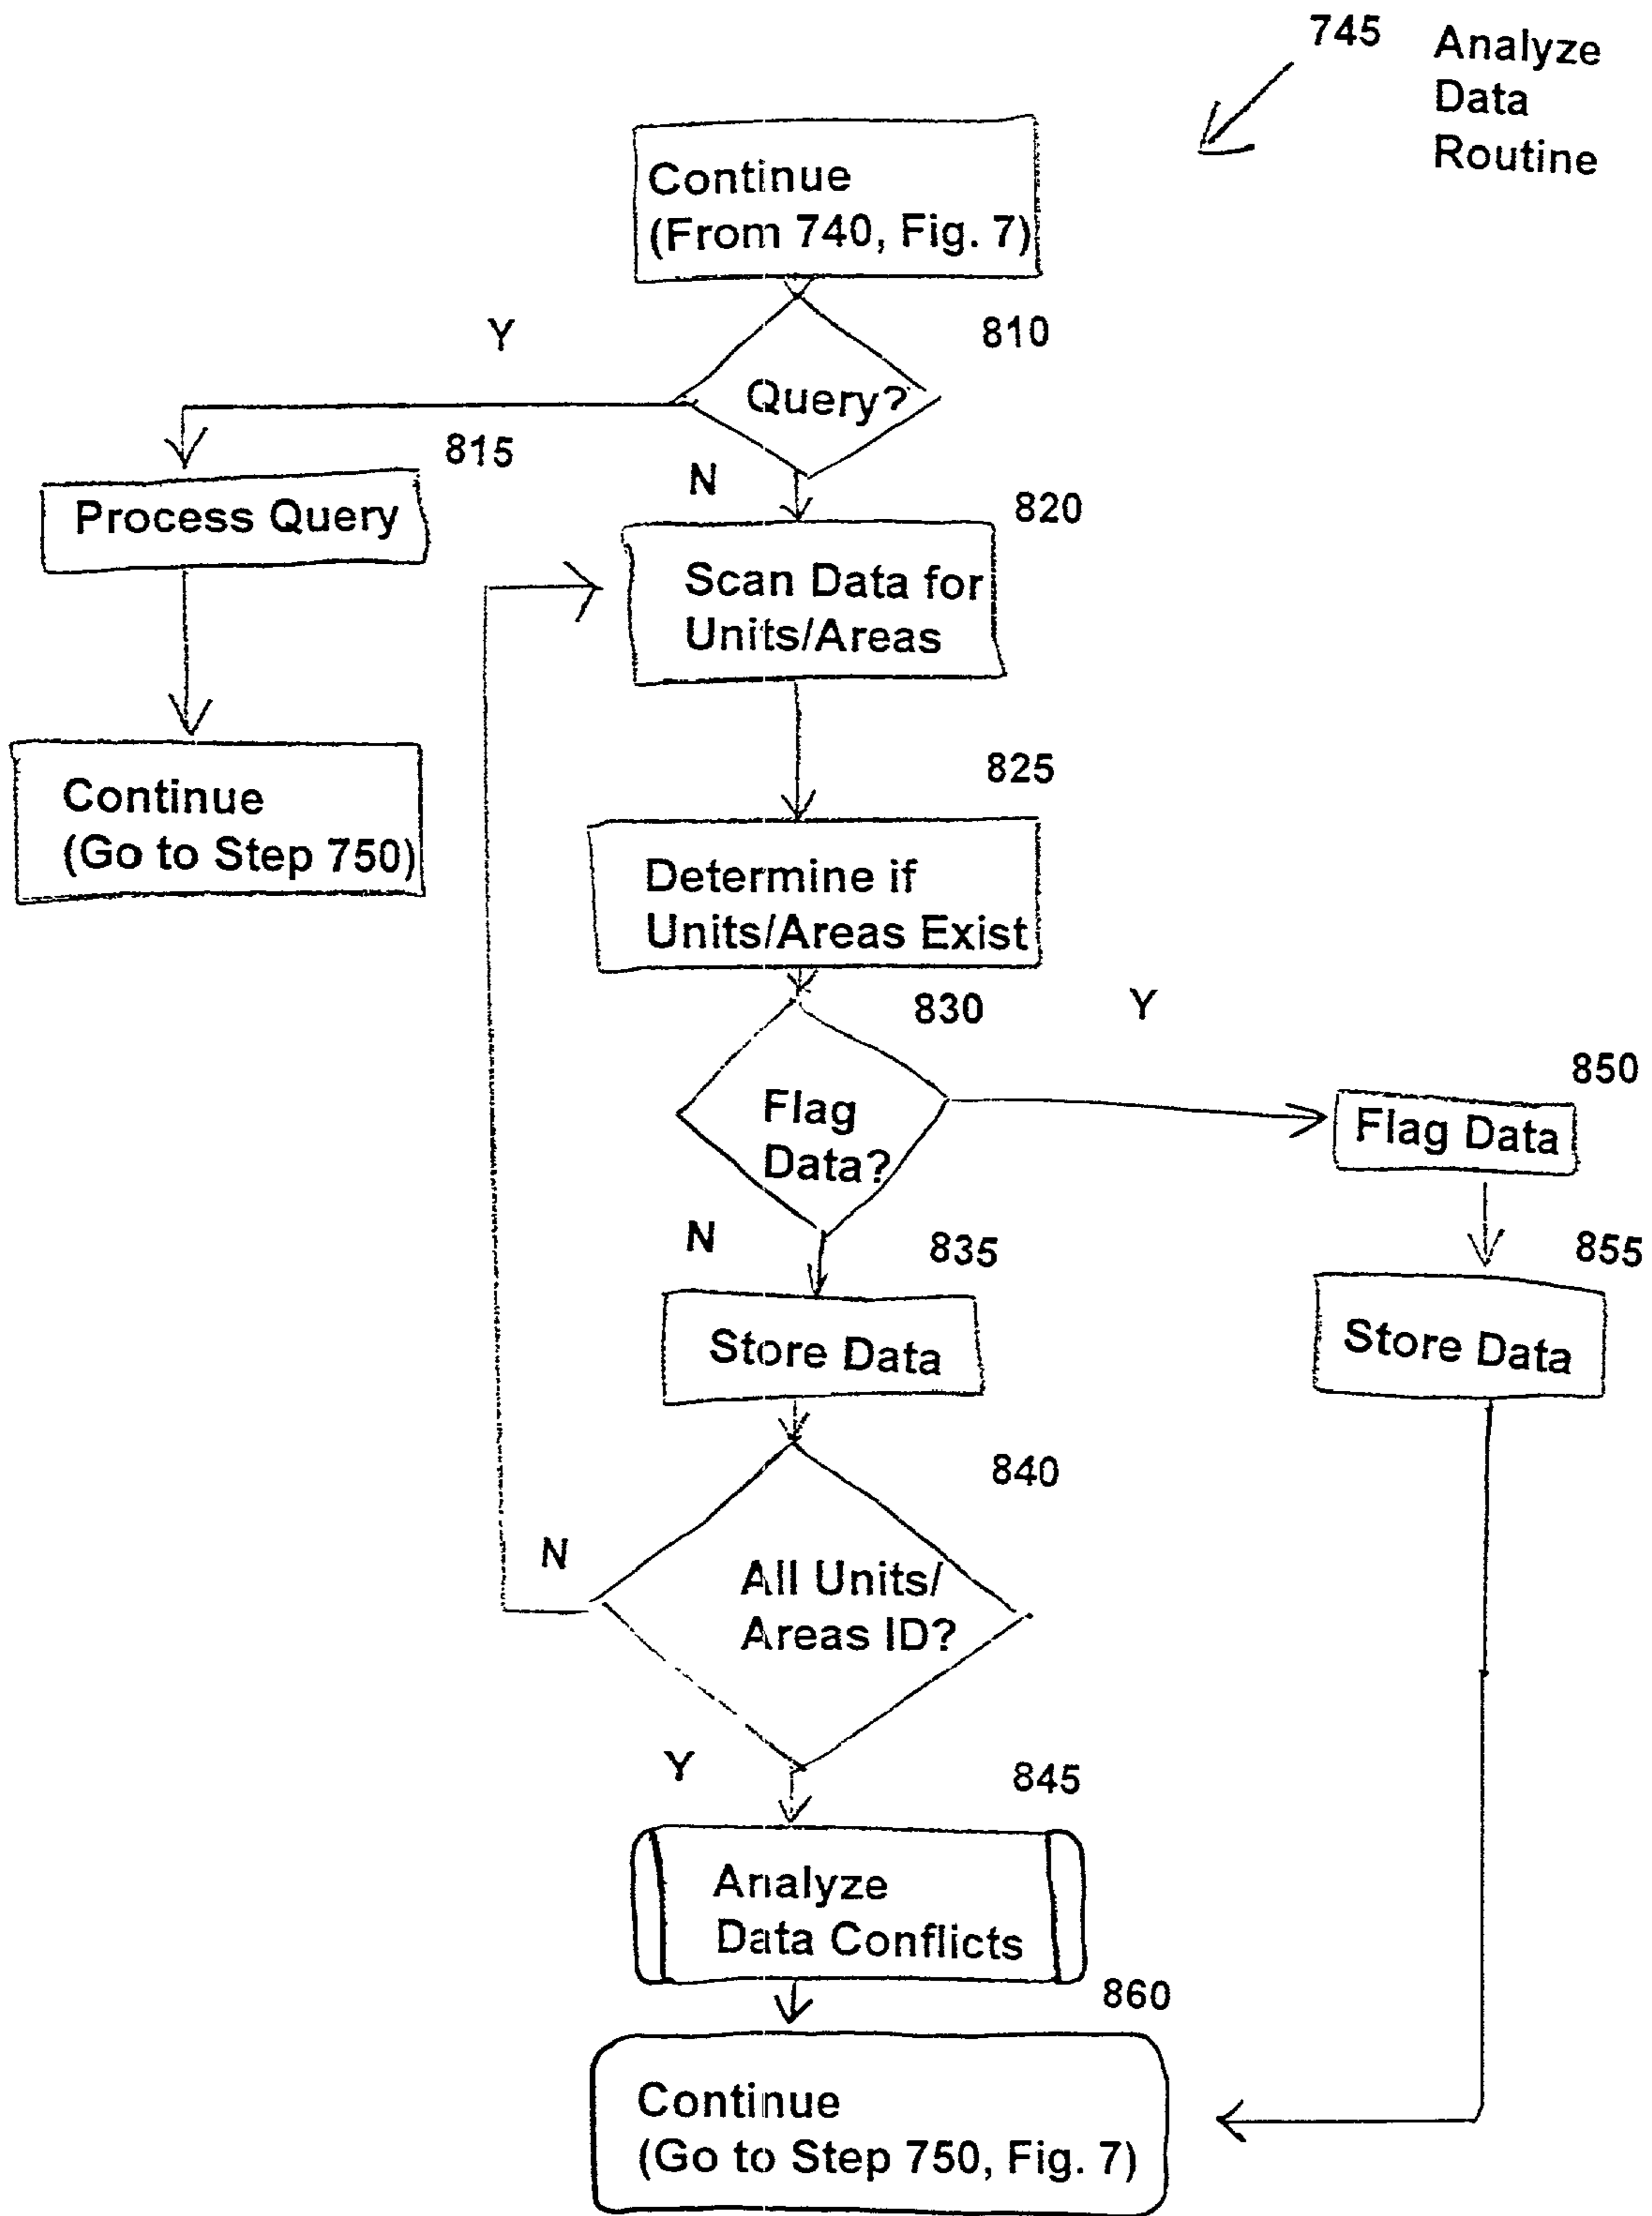 745
Analyze
Data
Routine
Continue
(From 740, Fig. 7)
810
Y
Query?
815
N
820
Process Query
Scan Data for
Units/Areas
825
Continue
(Go to Step 750)
Determine if
Units/Areas Exist
830
Y
850
Flag
Data?
Flag Data
N
835
855
Store Data
Store Data
840
N
All Units/
Areas ID?
Y
845
Analyze
Data Conflicts
860
Continue
(Go to Step 750, Fig. 7)